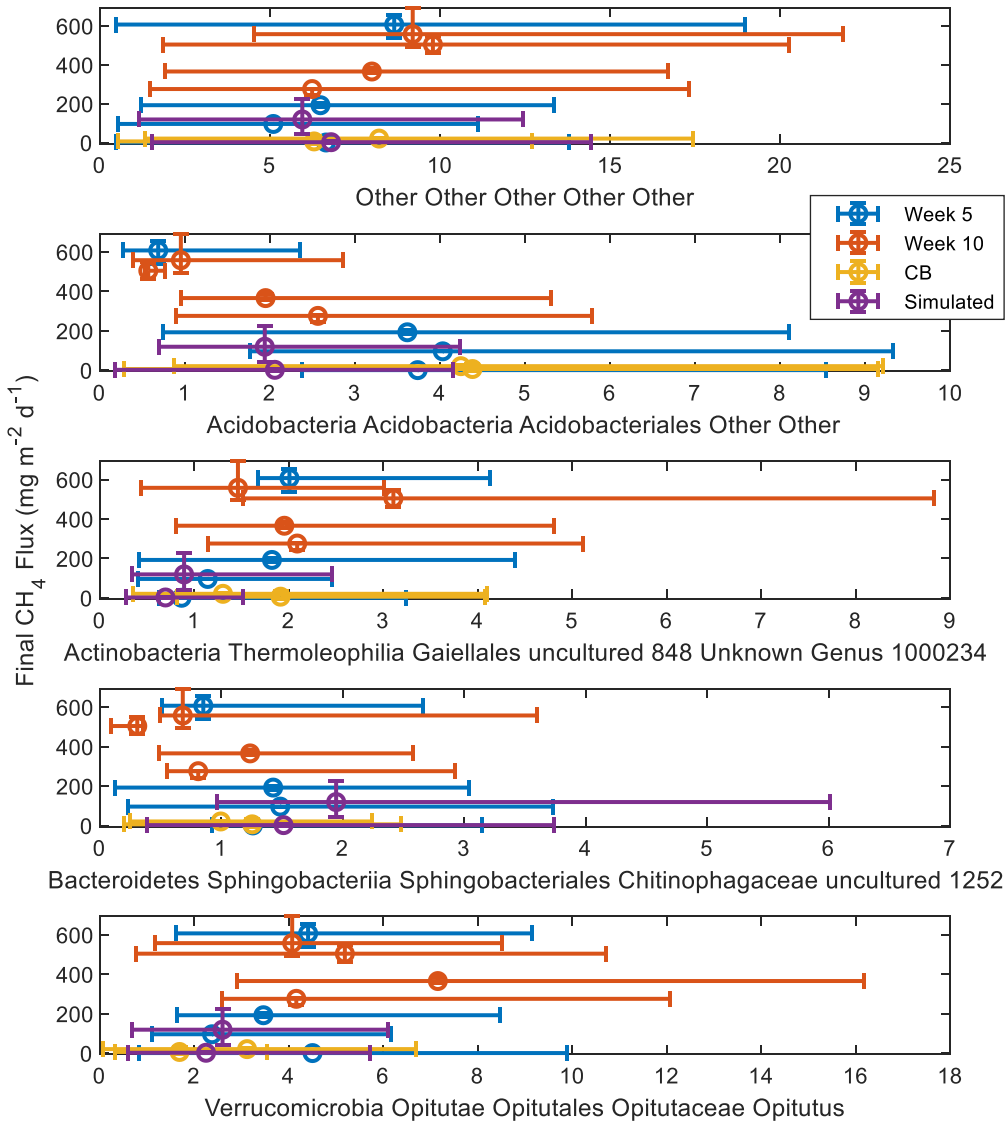 600
400
200
0
0 5 10 15 20 25
Other Other Other Other Other
Week 5
Week 10
CB
Simulated
600
400
200
0
0 1 2 3 4 5 6 7 8 9 10
Acidobacteria Acidobacteria Acidobacteriales Other Other
Final CH4 Flux (mg m-2 d-1)
600
400
200
0
0 1 2 3 4 5 6 7 8 9
Actinobacteria Thermoleophilia Gaiellales uncultured 848 Unknown Genus 1000234
600
400
200
0
0 1 2 3 4 5 6 7
Bacteroidetes Sphingobacteriia Sphingobacteriales Chitinophagaceae uncultured 1252
600
400
200
0
0 2 4 6 8 10 12 14 16 18
Verrucomicrobia Opitutae Opitutales Opitutaceae Opitutus